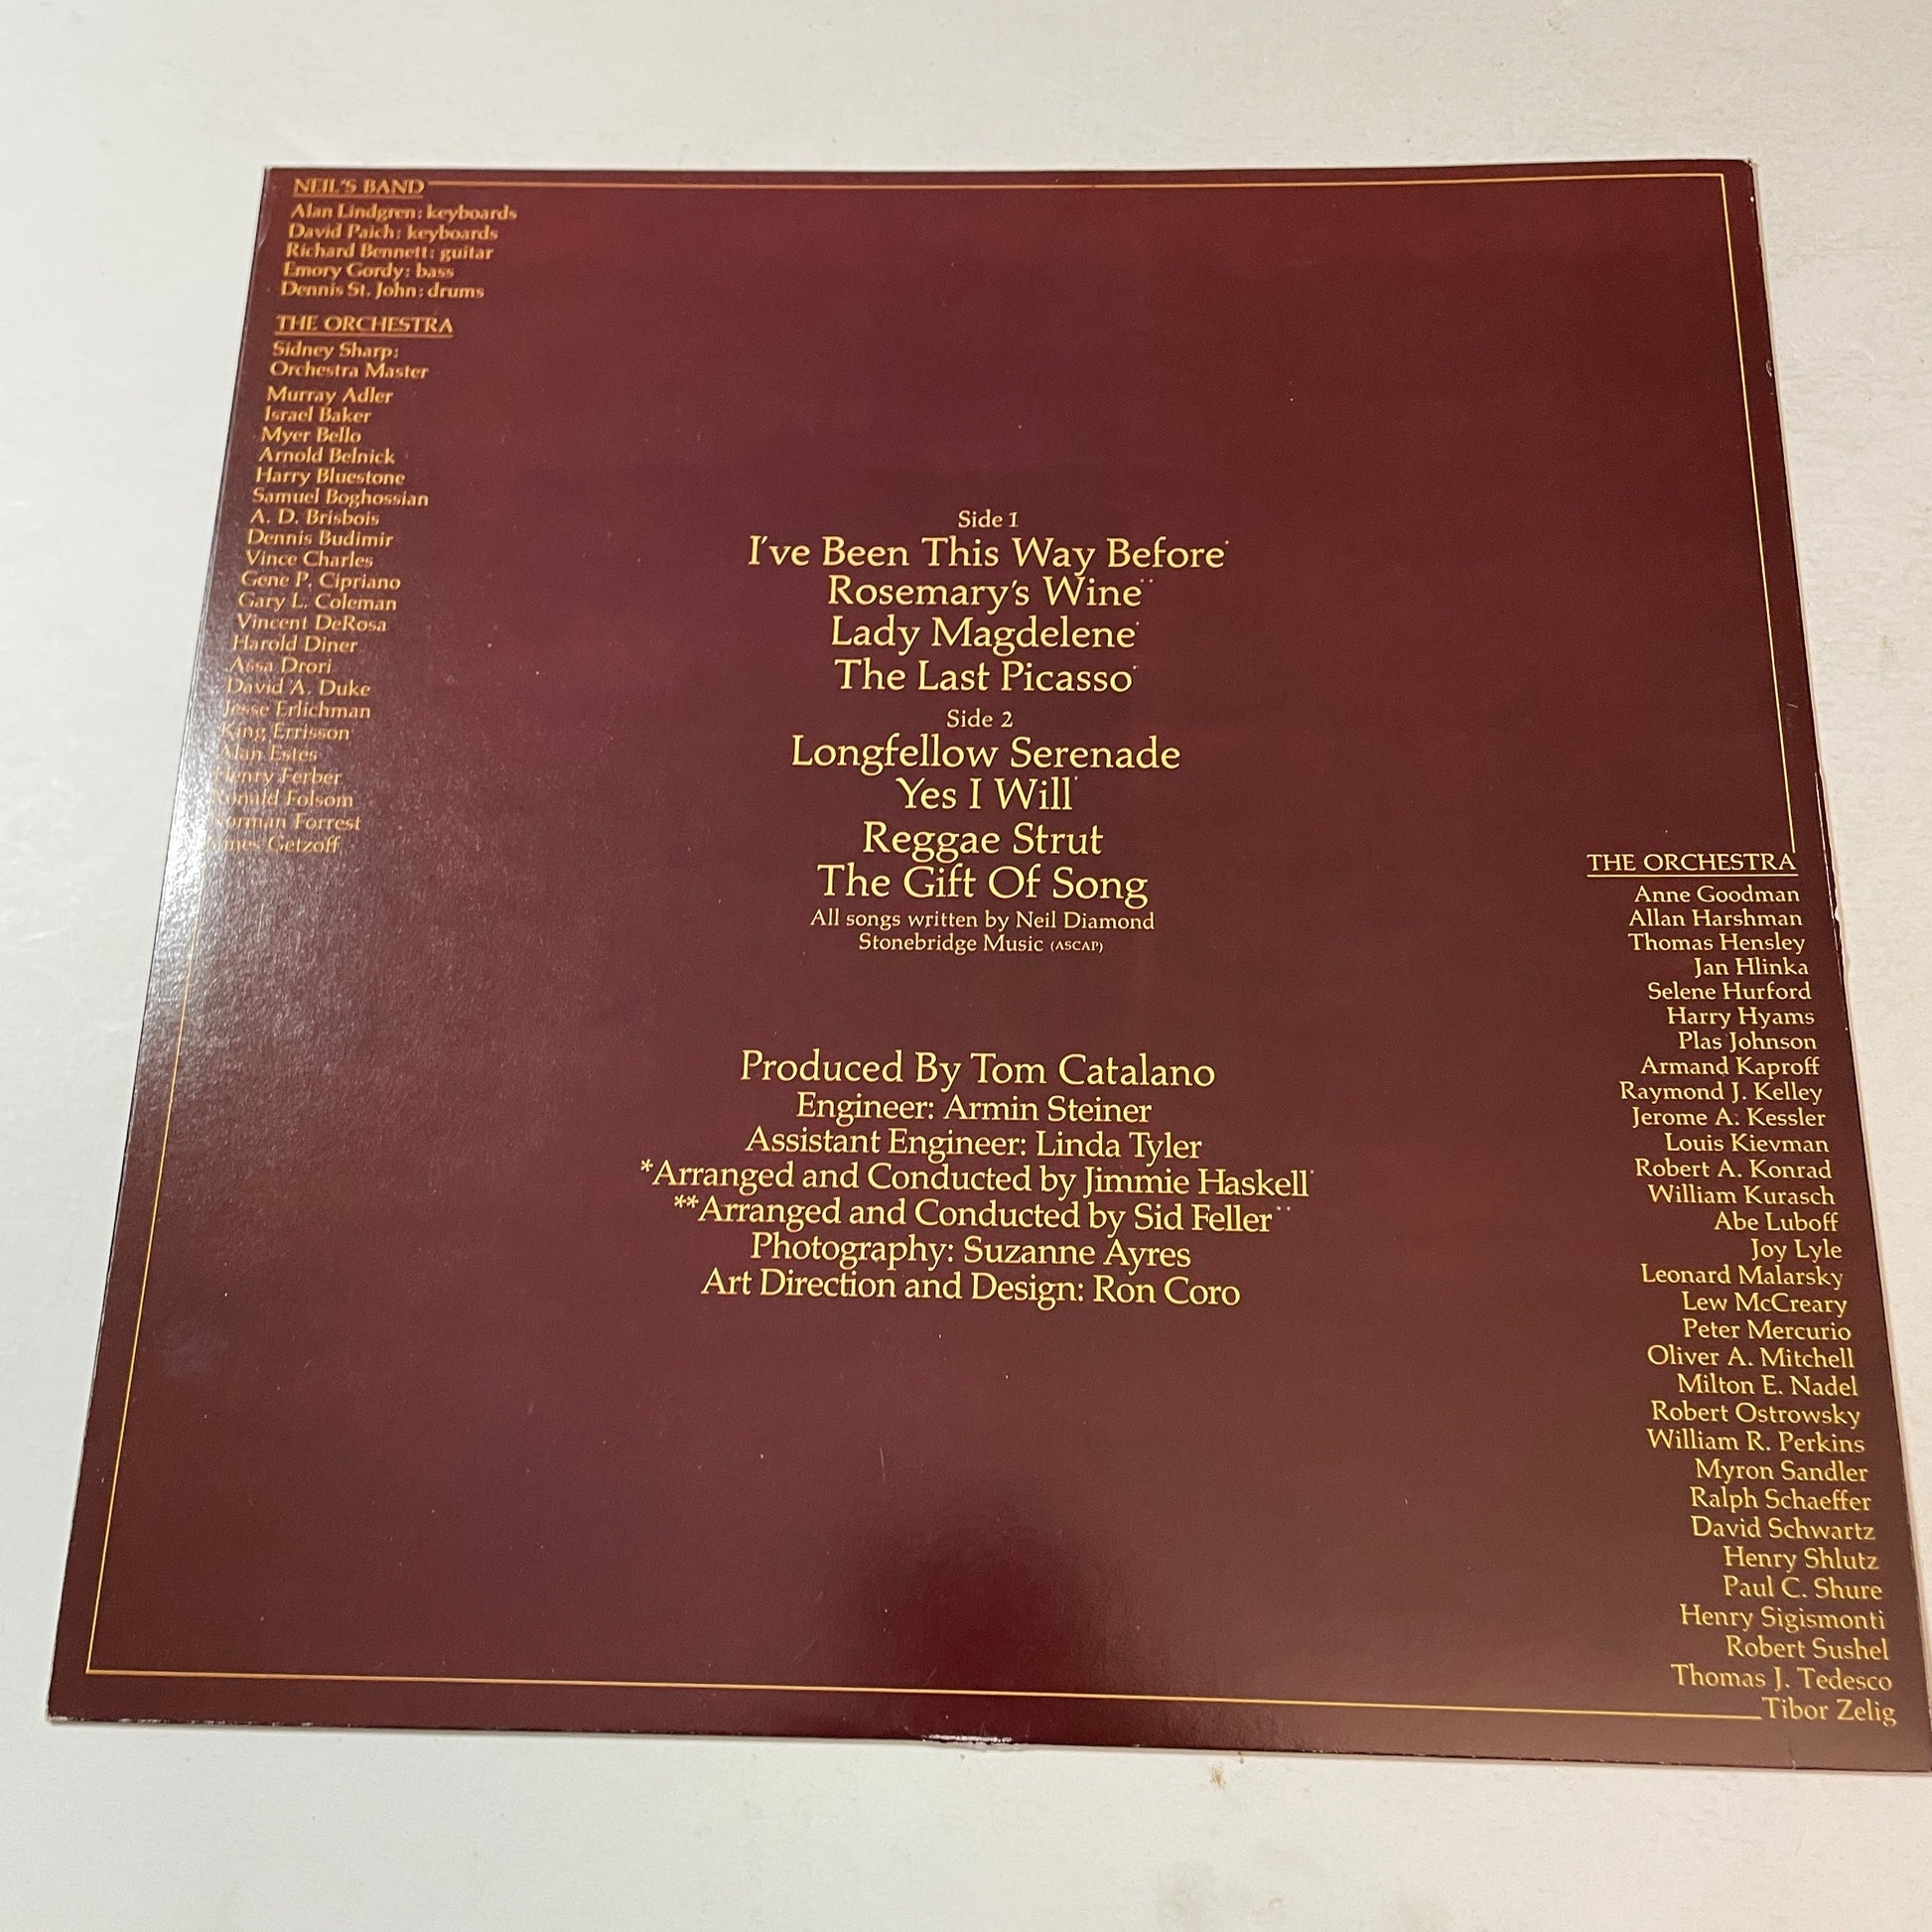 NEIL'S BAND
Alan Lindgren: keyboards
David Paich: keyboards
Richard Bennett: guitar
Emory Gordy: bass
Dennis St. John: drums
THE ORCHESTRA
Sidney Sharp:
Orchestra Master
Murray Adler
Israel Baker
Myer Bello
Arnold Belnick
Harry Bluestone
Samuel Boghossian
A. D. Brisbois
Dennis Budimir
Vince Charles
Gene P. Cipriano
Gary L. Coleman
Vincent DeRosa
Harold Diner
Assa Drori
David A. Duke
Jesse Erlichman
King Errisson
Alan Estes
Henry Ferber
Ronald Folsom
Norman Forrest
Getzoff
Side 1
I've Been This Way Before*
Rosemary's Wine**
Lady Magdelene*
The Last Picasso**
Side 2
Longfellow Serenade
Yes I Will*
Reggae Strut
The Gift Of Song
All songs written by Neil Diamond
Stonebridge Music (ASCAP)
Produced By Tom Catalano
Engineer: Armin Steiner
Assistant Engineer: Linda Tyler
*Arranged and Conducted by Jimmie Haskell*
**Arranged and Conducted by Sid Feller**
Photography: Suzanne Ayres
Art Direction and Design: Ron Coro
THE ORCHESTRA
Anne Goodman
Allan Harshman
Thomas Hensley
Jan Hlinka
Selene Hurford
Harry Hyams
Plas Johnson
Armand Kaproff
Raymond J. Kelley
Jerome A. Kessler
Louis Kievman
Robert A. Konrad
William Kurasch
Abe Luboff
Joy Lyle
Leonard Malarsky
Lew McCreary
Peter Mercurio
Oliver A. Mitchell
Milton E. Nadel
Robert Ostrowsky
William R. Perkins
Myron Sandler
Ralph Schaeffer
David Schwartz
Henry Shlutz
Paul C. Shure
Henry Sigismonti
Robert Sushel
Thomas J. Tedesco
Tibor Zelig